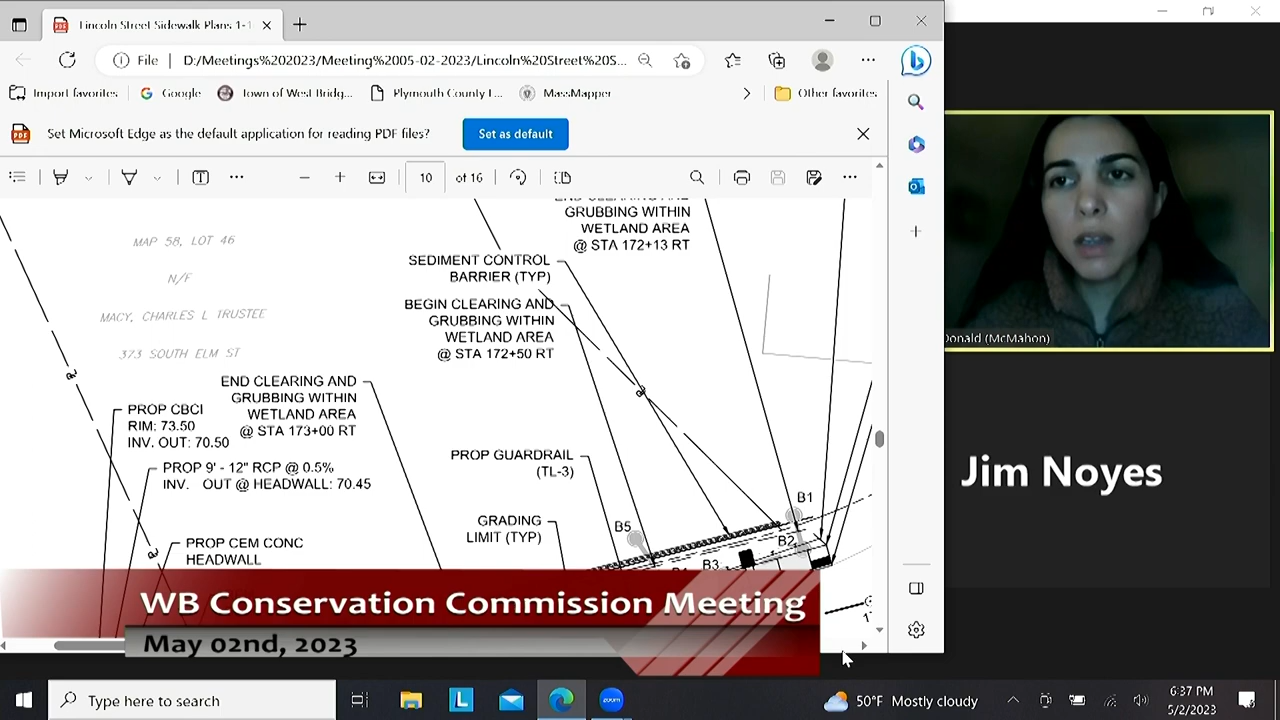 Lincoln Street Sidewalk Plans 1-1
File
D:/Meetings%202023/Meeting%2005-02-2023/Lincoln%20Street%20S...
Import favorites
Google
Town of West Bridg...
Plymouth County L...
MassMapper
Other favorites
Set Microsoft Edge as the default application for reading PDF files?
Set as default
10 of 16
GRUBBING WITHIN
WETLAND AREA
@ STA 172+13 RT
MAP 58, LOT 46
N/F
MACY, CHARLES L TRUSTEE
373 SOUTH ELM ST
SEDIMENT CONTROL
BARRIER (TYP)
BEGIN CLEARING AND
GRUBBING WITHIN
WETLAND AREA
@ STA 172+50 RT
END CLEARING AND
GRUBBING WITHIN
WETLAND AREA
@ STA 173+00 RT
PROP CBCI
RIM: 73.50
INV. OUT: 70.50
PROP 9' - 12" RCP @ 0.5%
INV. OUT @ HEADWALL: 70.45
PROP GUARDRAIL
(TL-3)
GRADING
LIMIT (TYP)
PROP CEM CONC
HEADWALL
B1
B5
B2
B3
Donald (McMahon)
Jim Noyes
WB Conservation Commission Meeting
May 02nd, 2023
Type here to search
50°F Mostly cloudy
6:37 PM
5/2/2023